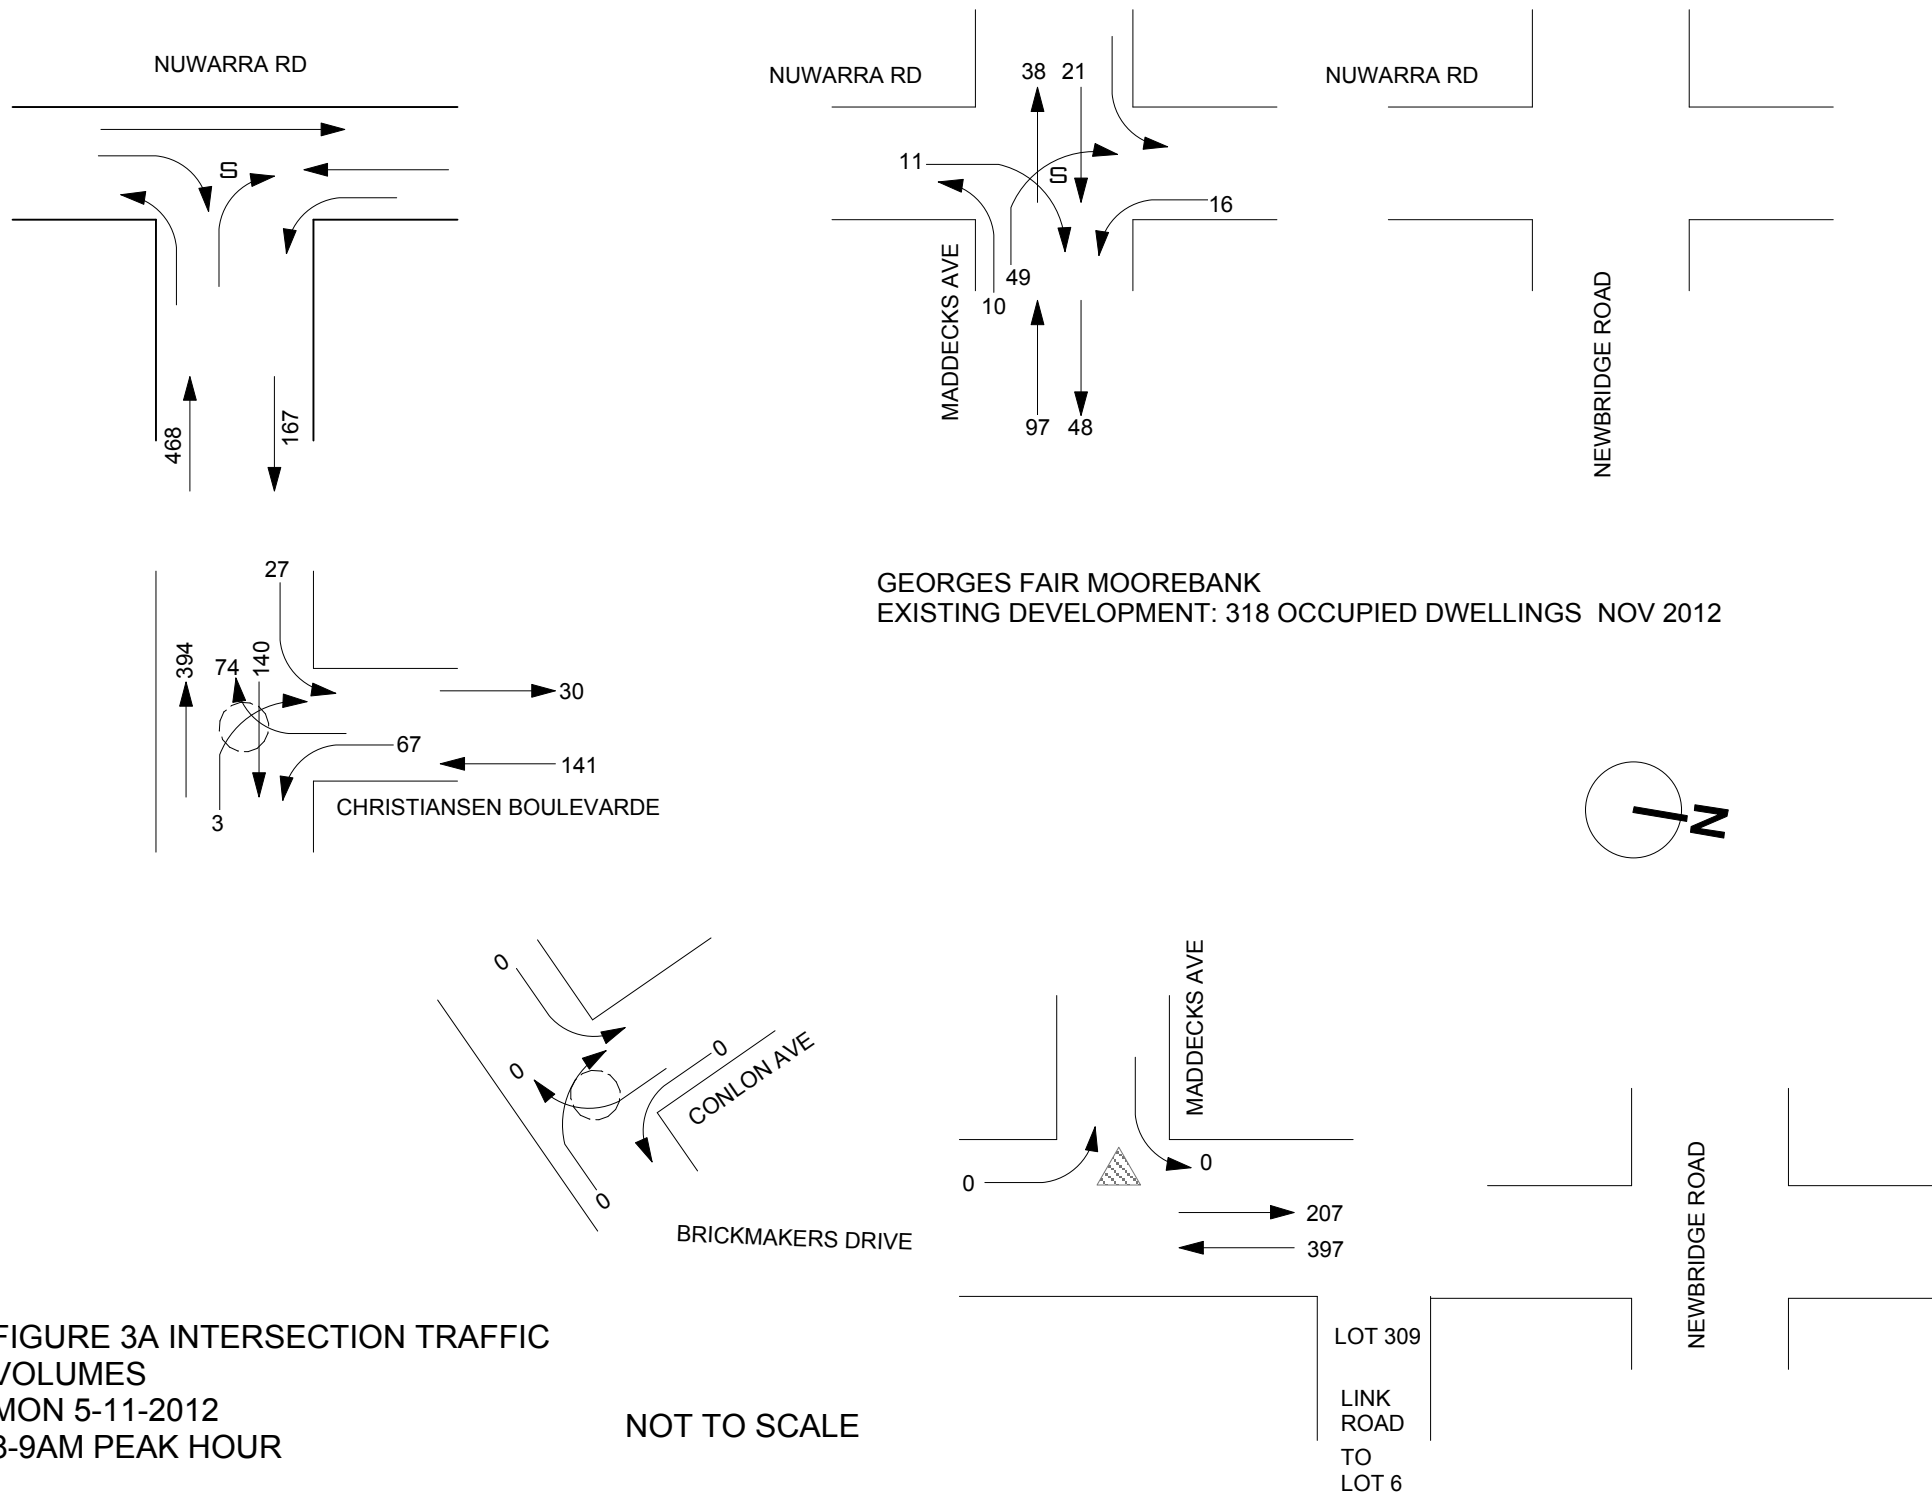 NUWARRA RD
S
468
167
NUWARRA RD
38 21
11
S
16
49
10
MADDECKS AVE
97 48
NUWARRA RD
NEWBRIDGE ROAD
GEORGES FAIR MOOREBANK
EXISTING DEVELOPMENT: 318 OCCUPIED DWELLINGS NOV 2012
27
394
74
140
30
67
141
3
CHRISTIANSEN BOULEVARDE
N
0
0
0
CONLON AVE
0
BRICKMAKERS DRIVE
MADDECKS AVE
0
0
207
397
NEWBRIDGE ROAD
LOT 309
LINK
ROAD
TO
LOT 6
FIGURE 3A INTERSECTION TRAFFIC
VOLUMES
MON 5-11-2012
8-9AM PEAK HOUR
NOT TO SCALE